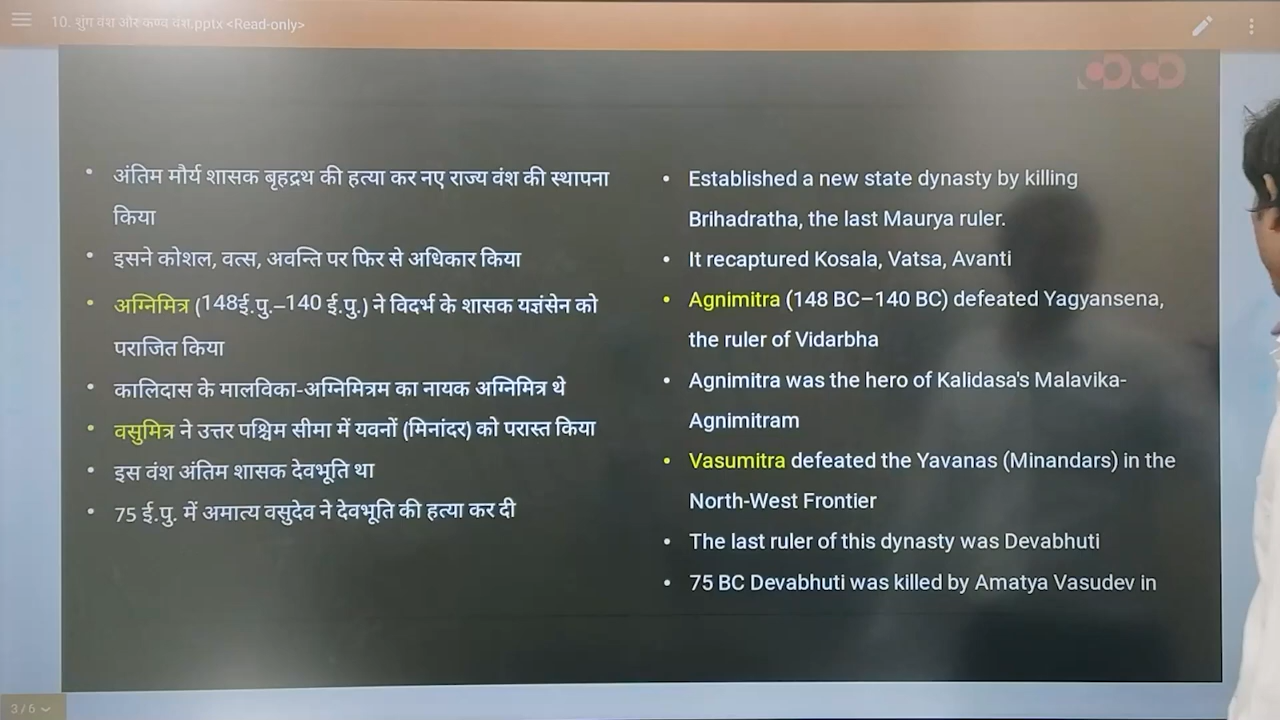 10. शुंग वंश और कण्व वंश.pptx <Read-only>
• अंतिम मौर्य शासक बृहद्रथ की हत्या कर नए राज्य वंश की स्थापना
किया
• इसने कोशल, वत्स, अवन्ति पर फिर से अधिकार किया
• अग्निमित्र (148ई.पु.–140 ई.पु.) ने विदर्भ के शासक यज्ञंसेन को
पराजित किया
• कालिदास के मालविका-अग्निमित्रम का नायक अग्निमित्र थे
• वसुमित्र ने उत्तर पश्चिम सीमा में यवनों (मिनांदर) को परास्त किया
• इस वंश अंतिम शासक देवभूति था
• 75 ई.पु. में अमात्य वसुदेव ने देवभूति की हत्या कर दी
• Established a new state dynasty by killing
Brihadratha, the last Maurya ruler.
• It recaptured Kosala, Vatsa, Avanti
• Agnimitra (148 BC–140 BC) defeated Yagyansena,
the ruler of Vidarbha
• Agnimitra was the hero of Kalidasa's Malavika-
Agnimitram
• Vasumitra defeated the Yavanas (Minandars) in the
North-West Frontier
• The last ruler of this dynasty was Devabhuti
• 75 BC Devabhuti was killed by Amatya Vasudev in
3 / 6